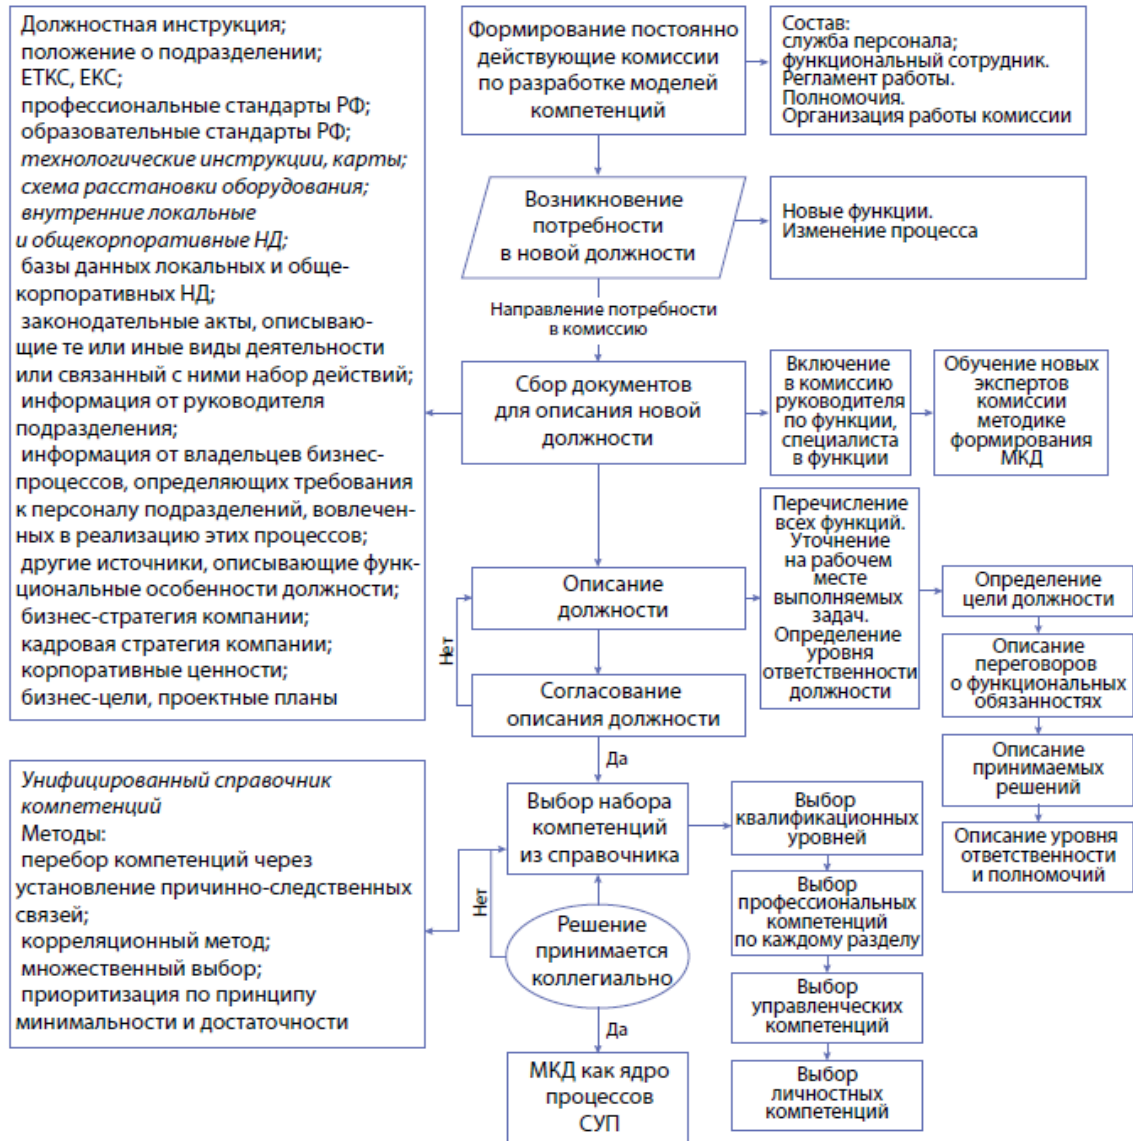 Должностная инструкция;
положение о подразделении;
ЕТКС, ЕКС;
профессиональные стандарты РФ;
образовательные стандарты РФ;
технологические инструкции, карты;
схема расстановки оборудования;
внутренние локальные
и общекорпоративные НД;
базы данных локальных и обще-
корпоративных НД;
законодательные акты, описываю-
щие те или иные виды деятельности
или связанный с ними набор действий;
информация от руководителя
подразделения;
информация от владельцев бизнес-
процессов, определяющих требования
к персоналу подразделений, вовлечен-
ных в реализацию этих процессов;
другие источники, описывающие функ-
циональные особенности должности;
бизнес-стратегия компании;
кадровая стратегия компании;
корпоративные ценности;
бизнес-цели, проектные планы
Формирование постоянно
действующие комиссии
по разработке моделей
компетенций
Состав:
служба персонала;
функциональный сотрудник.
Регламент работы.
Полномочия.
Организация работы комиссии
Возникновение
потребности
в новой должности
Новые функции.
Изменение процесса
Направление потребности
в комиссию
Сбор документов
для описания новой
должности
Включение
в комиссию
руководителя
по функции,
специалиста
в функции
Обучение новых
экспертов
комиссии
методике
формирования
МКД
Описание
должности
Перечисление
всех функций.
Уточнение
на рабочем
месте
выполняемых
задач.
Определение
уровня
ответственности
должности
Определение
цели должности
Описание
переговоров
о функциональных
обязанностях
Описание
принимаемых
решений
Описание уровня
ответственности
и полномочий
Нет
Согласование
описания должности
Да
Унифицированный справочник
компетенций
Методы:
перебор компетенций через
установление причинно-следственных
связей;
корреляционный метод;
множественный выбор;
приоритизация по принципу
минимальности и достаточности
Выбор набора
компетенций
из справочника
Выбор
квалификационных
уровней
Выбор
профессиональных
компетенций
по каждому разделу
Выбор
управленческих
компетенций
Выбор
личностных
компетенций
Нет
Решение
принимается
коллегиально
Да
МКД как ядро
процессов
СУП